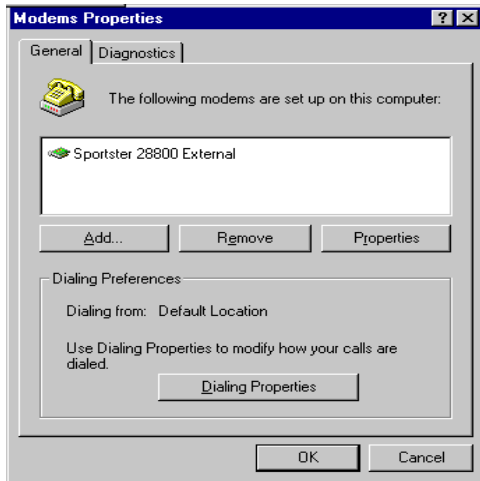 Modems Properties
General Diagnostics
The following modems are set up on this computer:
Sportster 28800 External
Add... Remove Properties
Dialing Preferences
Dialing from: Default Location
Use Dialing Properties to modify how your calls are
dialed.
Dialing Properties
OK Cancel